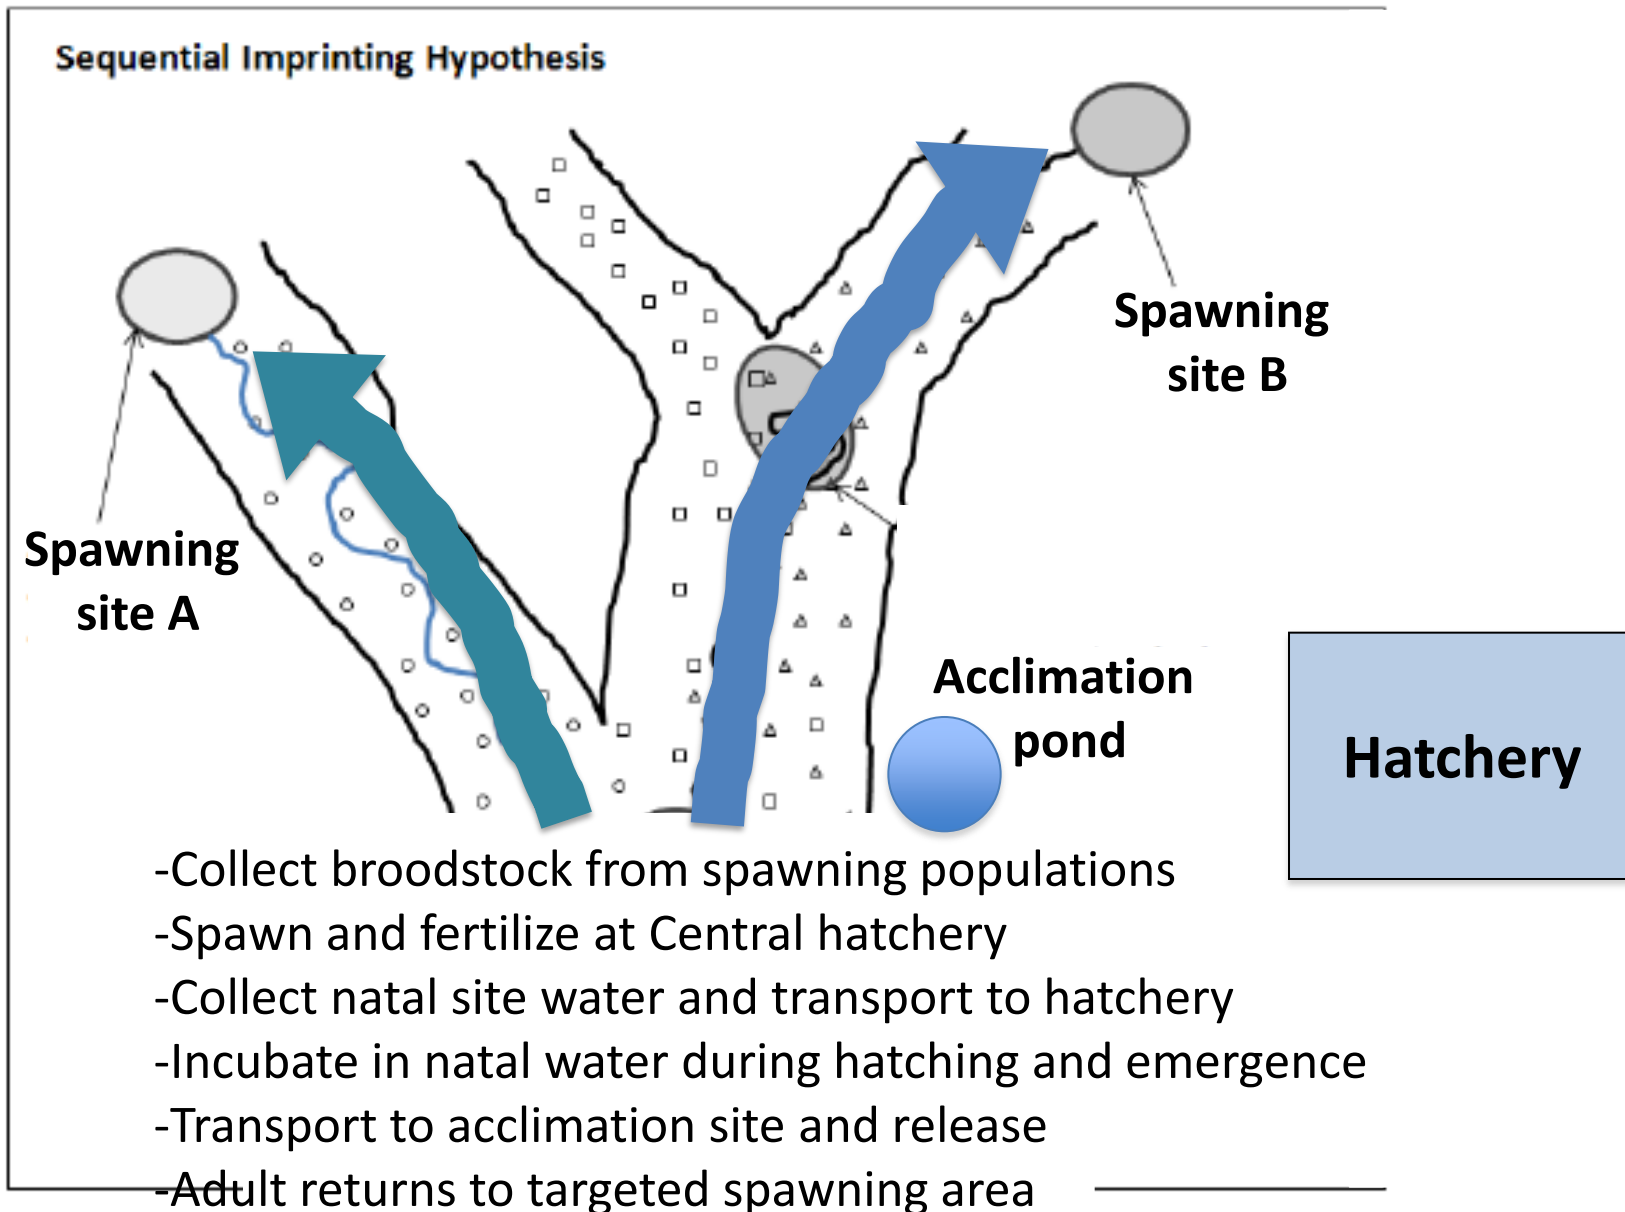 Sequential Imprinting Hypothesis
Spawning
site B
Spawning
site A
Acclimation
pond
Hatchery
-Collect broodstock from spawning populations
-Spawn and fertilize at Central hatchery
-Collect natal site water and transport to hatchery
-Incubate in natal water during hatching and emergence
-Transport to acclimation site and release
-Adult returns to targeted spawning area